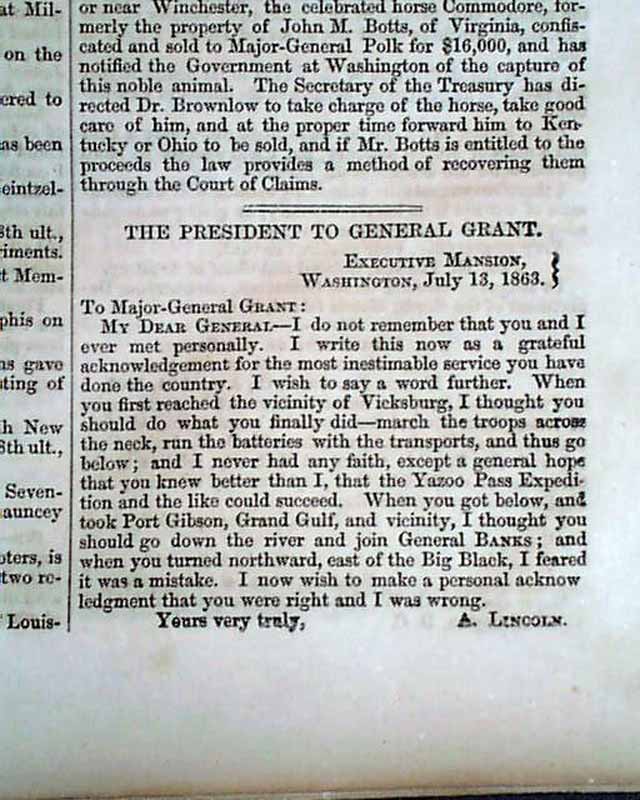 at Mil-
on the
ered to
as been
eintzel-
8th ult.,
riments.
t Mem-
phis on
as gave
ting of
h New
8th ult.,
Seven-
auncey
oters, is
two re-
Louis-
or near Winchester, the celebrated horse Commodore, for-
merly the property of John M. Botts, of Virginia, confis-
cated and sold to Major-General Polk for $16,000, and has
notified the Government at Washington of the capture of
this noble animal. The Secretary of the Treasury has di-
rected Dr. Brownlow to take charge of the horse, take good
care of him, and at the proper time forward him to Ken-
tucky or Ohio to be sold, and if Mr. Botts is entitled to the
proceeds the law provides a method of recovering them
through the Court of Claims.
THE PRESIDENT TO GENERAL GRANT.
EXECUTIVE MANSION,
WASHINGTON, July 13, 1863.
To Major-General GRANT:
MY DEAR GENERAL—I do not remember that you and I
ever met personally. I write this now as a grateful
acknowledgement for the most inestimable service you have
done the country. I wish to say a word further. When
you first reached the vicinity of Vicksburg, I thought you
should do what you finally did—march the troops across
the neck, run the batteries with the transports, and thus go
below; and I never had any faith, except a general hope
that you knew better than I, that the Yazoo Pass Expedi-
tion and the like could succeed. When you got below, and
took Port Gibson, Grand Gulf, and vicinity, I thought you
should go down the river and join General BANKS; and
when you turned northward, east of the Big Black, I feared
it was a mistake. I now wish to make a personal acknow
ledgment that you were right and I was wrong.
Yours very truly, A. LINCOLN.